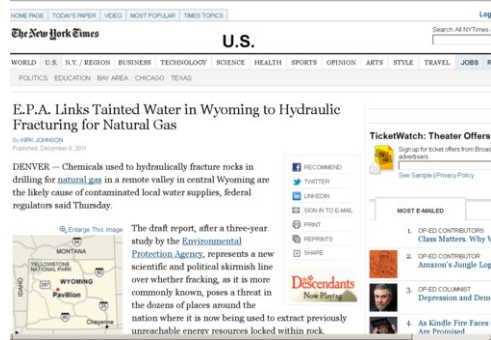 HOME PAGE TODAY'S PAPER VIDEO MOST POPULAR TIMES TOPICS
Log
The New York Times
U.S.
Search All NYTimes
WORLD U.S. N.Y. / REGION BUSINESS TECHNOLOGY SCIENCE HEALTH SPORTS OPINION ARTS STYLE TRAVEL JOBS R
POLITICS EDUCATION BAY AREA CHICAGO TEXAS
E.P.A. Links Tainted Water in Wyoming to Hydraulic
Fracturing for Natural Gas
By KIRK JOHNSON
Published: December 8, 2011
DENVER — Chemicals used to hydraulically fracture rocks in
drilling for natural gas in a remote valley in central Wyoming are
the likely cause of contaminated local water supplies, federal
regulators said Thursday.
RECOMMEND
TWITTER
LINKEDIN
SIGN IN TO E-MAIL
PRINT
REPRINTS
SHARE
The Descendants
Now Playing
Enlarge This Image
MONTANA
YELLOWSTONE
NATIONAL PARK
IDAHO
WYOMING
Pavillion
Cheyenne
The draft report, after a three-year
study by the Environmental
Protection Agency, represents a new
scientific and political skirmish line
over whether fracking, as it is more
commonly known, poses a threat in
the dozens of places around the
nation where it is now being used to extract previously
unreachable energy resources locked within rock.
TicketWatch: Theater Offers
Sign up for ticket offers from Broad
advertisers.
See Sample | Privacy Policy
MOST E-MAILED
1. OP-ED CONTRIBUTORS
Class Matters. Why W
2. OP-ED CONTRIBUTOR
Amazon's Jungle Log
3. OP-ED COLUMNIST
Depression and Dem
4. As Kindle Fire Faces
Are Promised